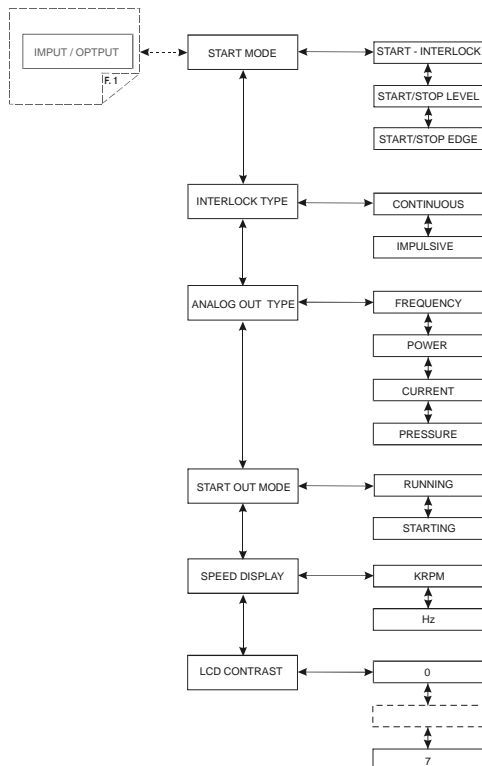 IMPUT / OPTPUT
F. 1
START MODE
START - INTERLOCK
START/STOP LEVEL
START/STOP EDGE
INTERLOCK TYPE
CONTINUOUS
IMPULSIVE
ANALOG OUT TYPE
FREQUENCY
POWER
CURRENT
PRESSURE
START OUT MODE
RUNNING
STARTING
SPEED DISPLAY
KRPM
Hz
LCD CONTRAST
0
7